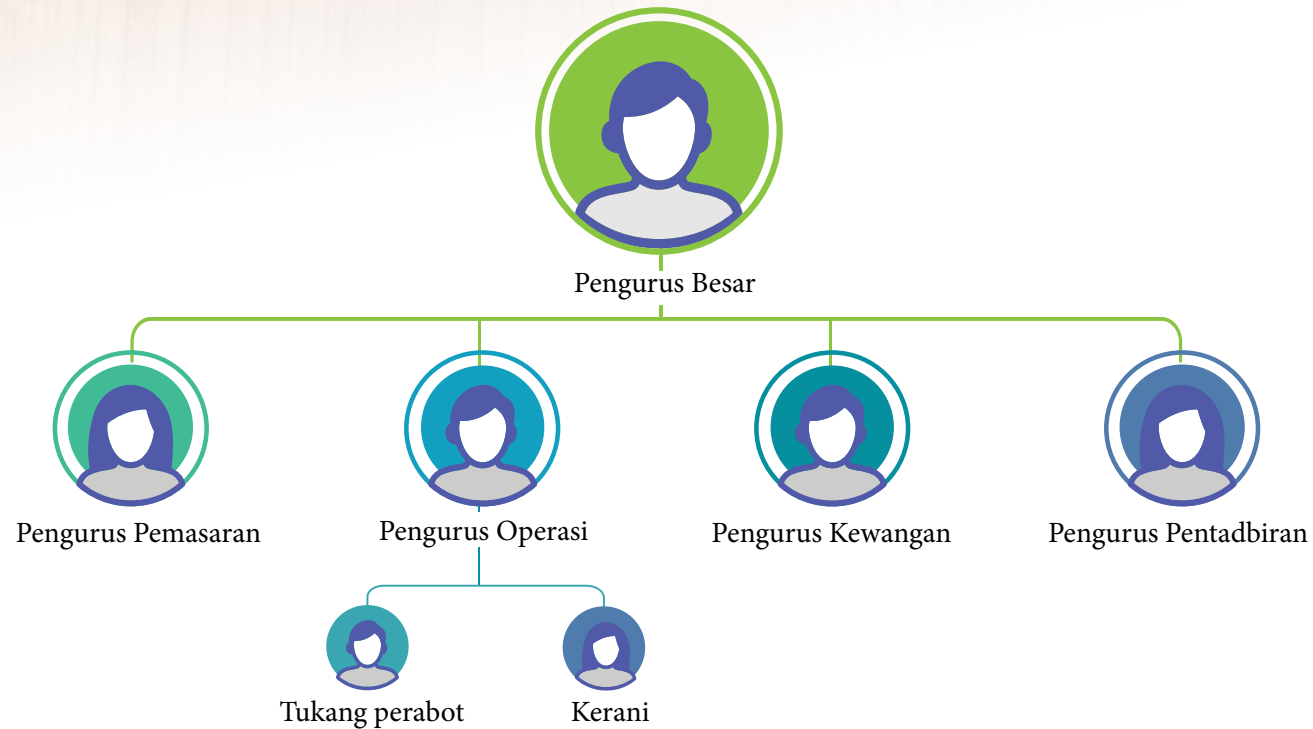 Pengurus Besar
Pengurus Pemasaran
Pengurus Operasi
Pengurus Kewangan
Pengurus Pentadbiran
Tukang perabot
Kerani